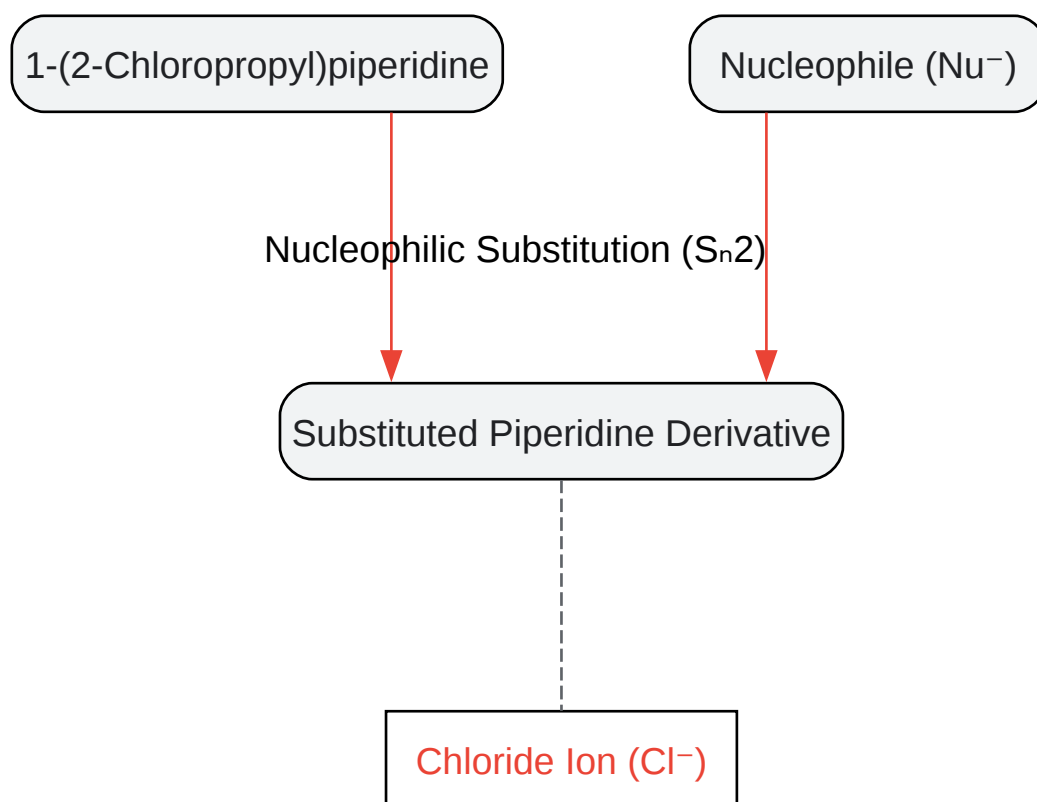 1-(2-Chloropropyl)piperidine
Nucleophile (Nu⁻)
Nucleophilic Substitution (Sₙ2)
Substituted Piperidine Derivative
Chloride Ion (Cl⁻)